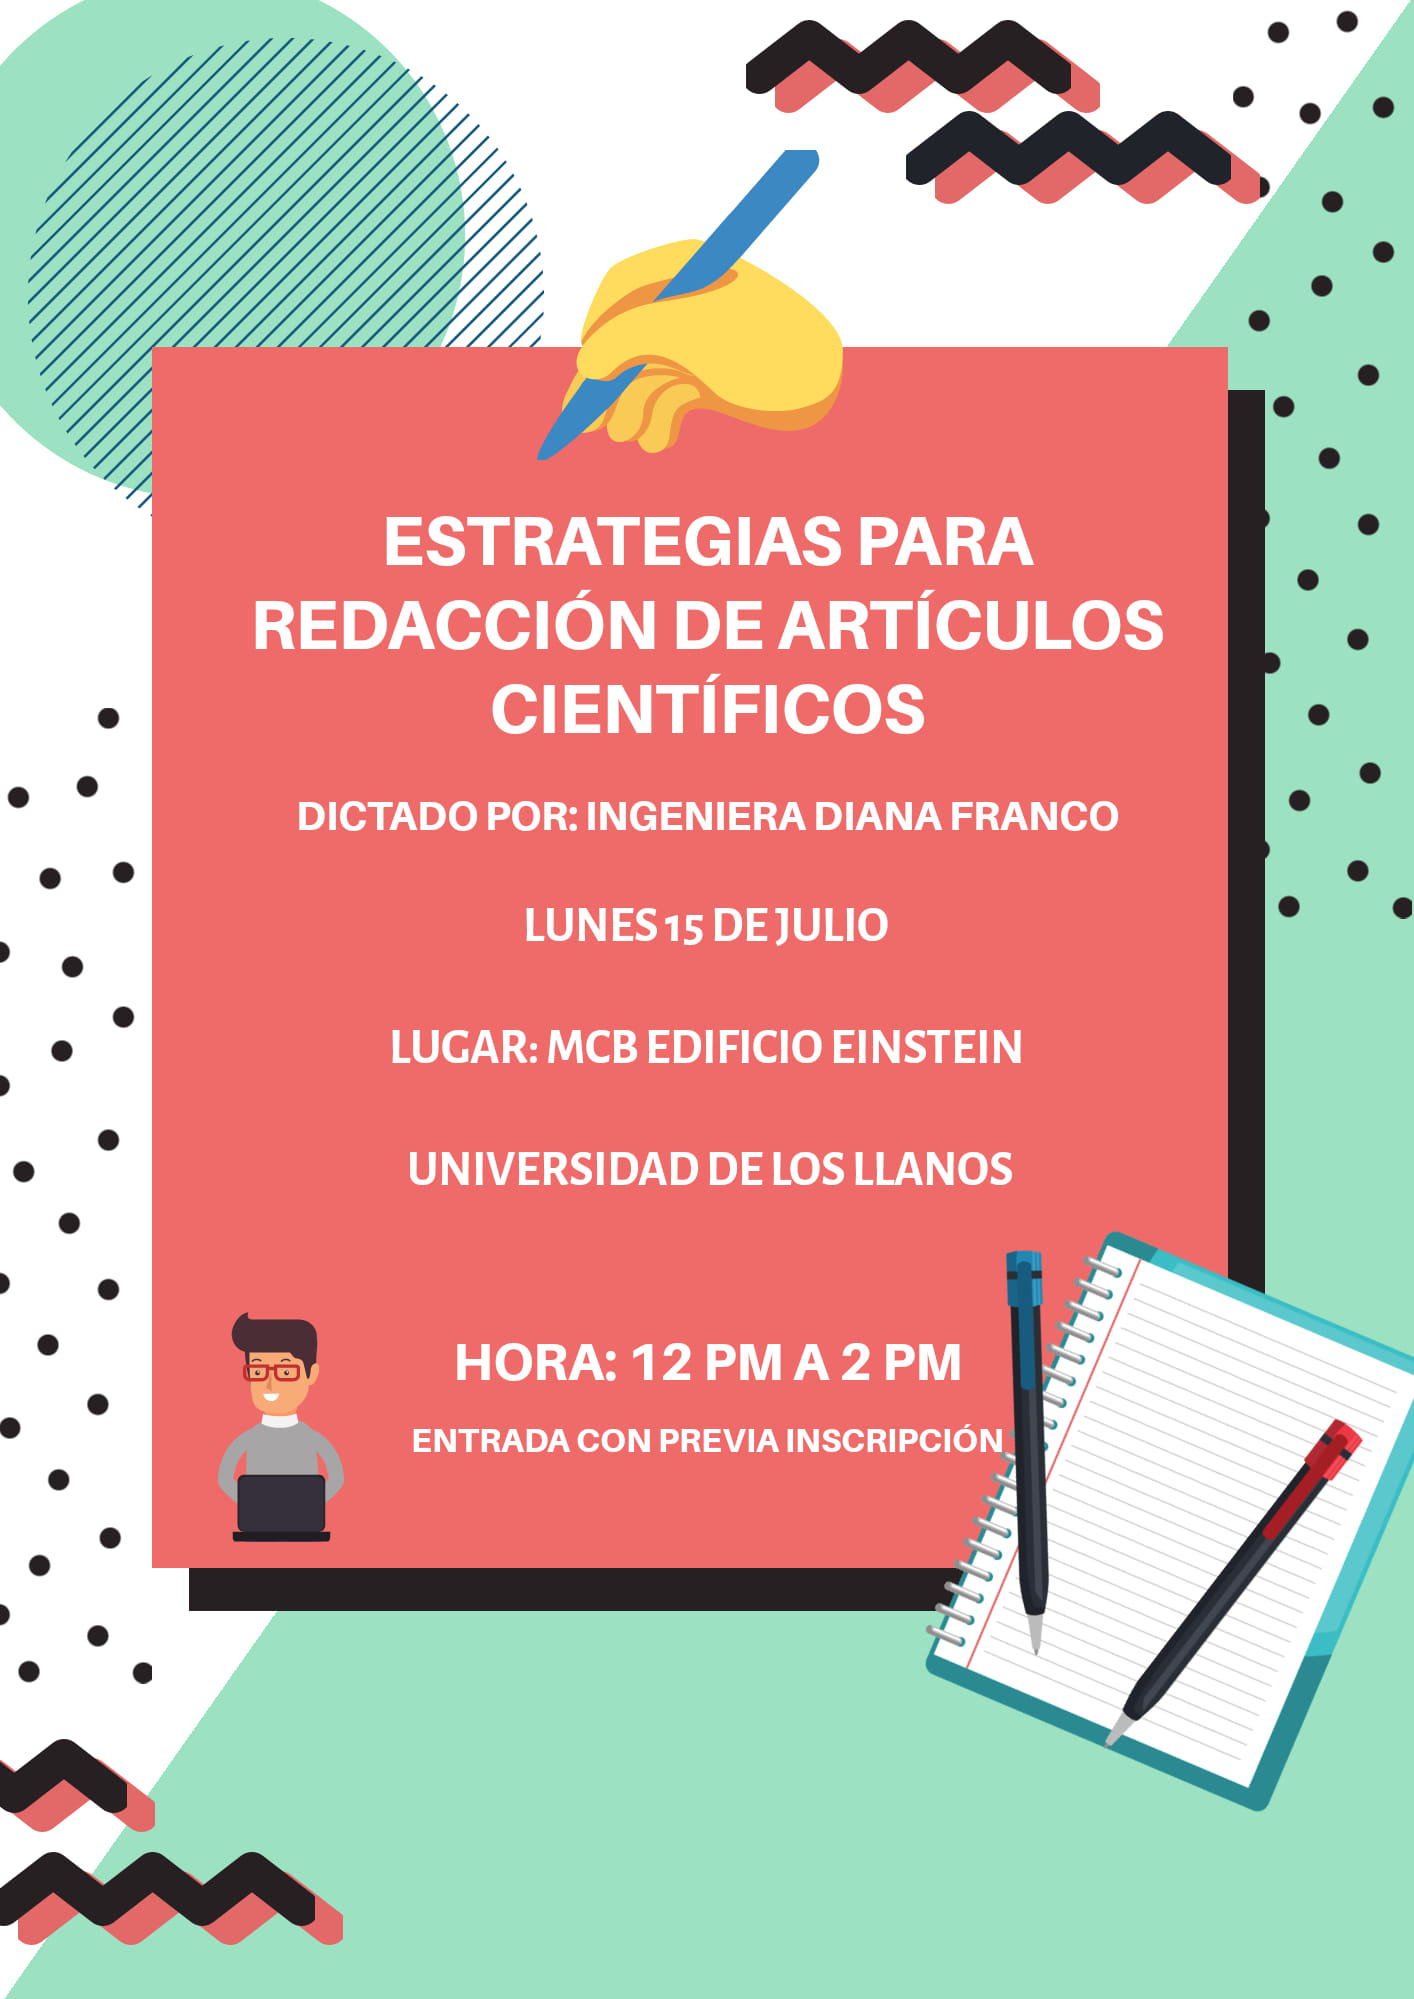 ESTRATEGIAS PARA
REDACCIÓN DE ARTÍCULOS
CIENTÍFICOS
DICTADO POR: INGENIERA DIANA FRANCO
LUNES 15 DE JULIO
LUGAR: MCB EDIFICIO EINSTEIN
UNIVERSIDAD DE LOS LLANOS
HORA: 12 PM A 2 PM
ENTRADA CON PREVIA INSCRIPCIÓN